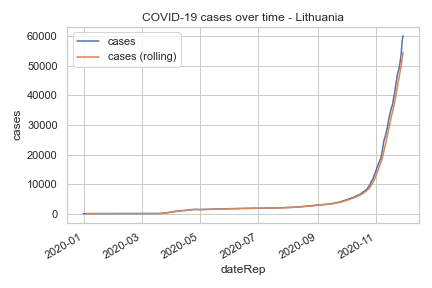 COVID-19 cases over time - Lithuania
cases
cases (rolling)
60000
50000
40000
30000
20000
10000
0
cases
2020-01
2020-03
2020-05
2020-07
2020-09
2020-11
dateRep